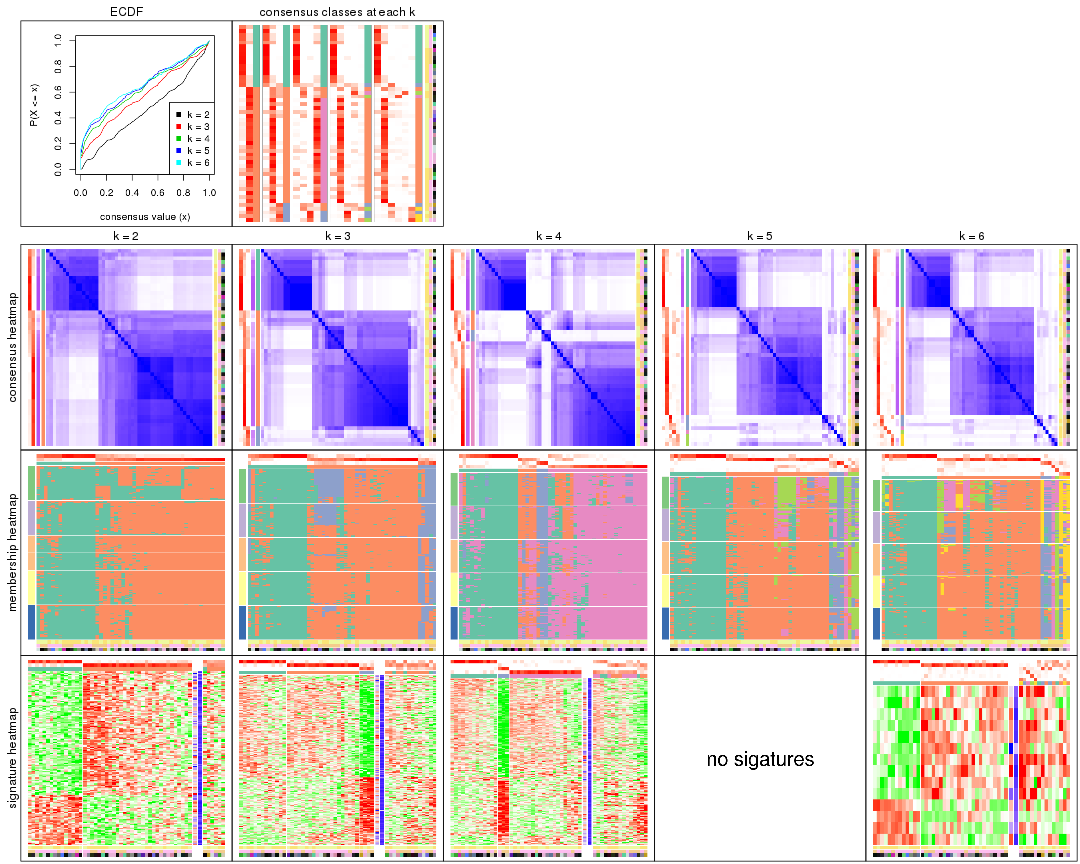 ECDF
consensus classes at each k
P(X <= x)
0.0 0.2 0.4 0.6 0.8 1.0
k = 2
k = 3
k = 4
k = 5
k = 6
0.0 0.2 0.4 0.6 0.8 1.0
consensus value (x)
k = 2
k = 3
k = 4
k = 5
k = 6
consensus heatmap
membership heatmap
signature heatmap
no sigatures